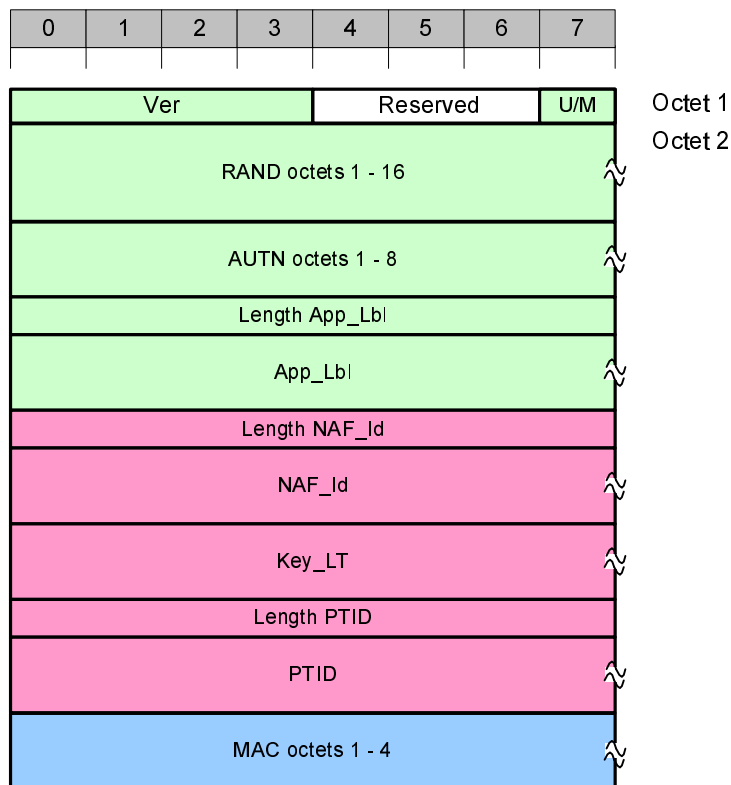 0 1 2 3 4 5 6 7
Ver Reserved U/M Octet 1
Octet 2
RAND octets 1 - 16
AUTN octets 1 - 8
Length App_Lbl
App_Lbl
Length NAF_Id
NAF_Id
Key_LT
Length PTID
PTID
MAC octets 1 - 4